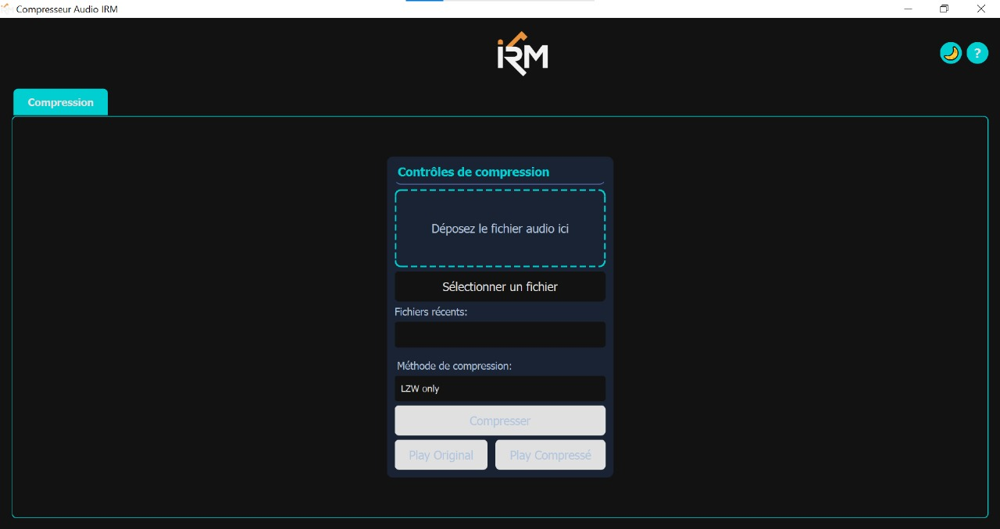 Compresseur Audio IRM
iRM
?
Compression
Contrôles de compression
Déposez le fichier audio ici
Sélectionner un fichier
Fichiers récents:
Méthode de compression:
LZW only
Compresser
Play Original
Play Compressé